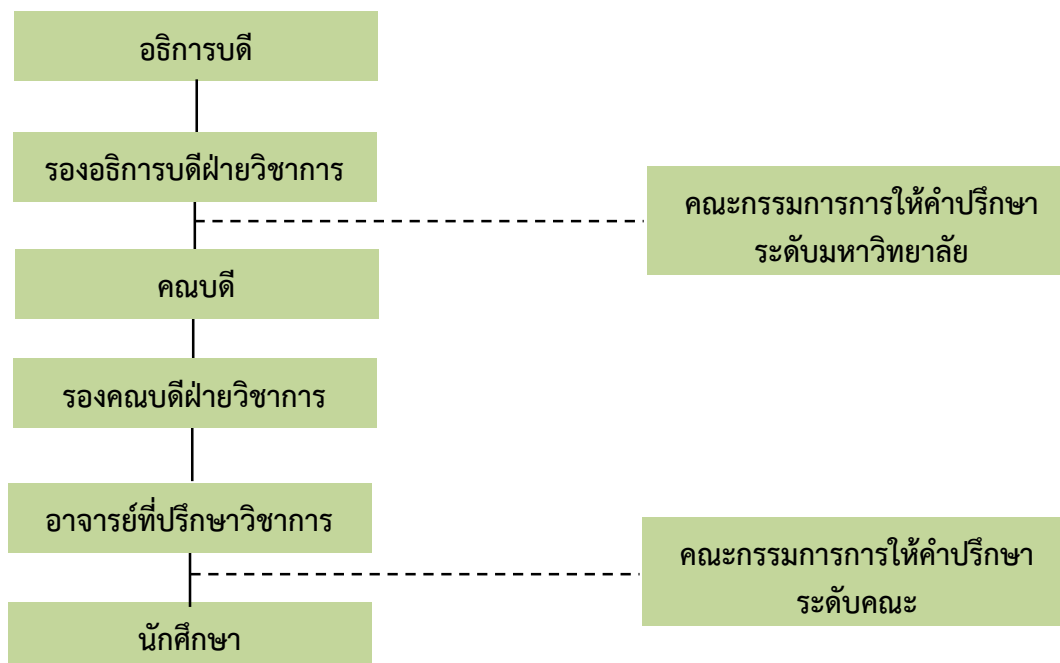 อธิการบดี
รองอธิการบดีฝ่ายวิชาการ
คณะกรรมการการให้คำปรึกษา
ระดับมหาวิทยาลัย
คณบดี
รองคณบดีฝ่ายวิชาการ
อาจารย์ที่ปรึกษาวิชาการ
คณะกรรมการการให้คำปรึกษา
ระดับคณะ
นักศึกษา